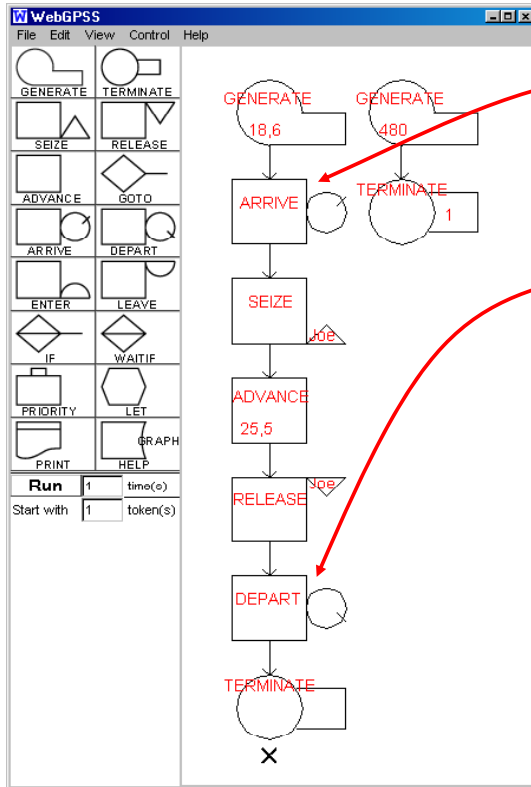 WebGPSS
File Edit View Control Help
GENERATE TERMINATE
SEIZE RELEASE
ADVANCE GOTO
ARRIVE DEPART
ENTER LEAVE
IF WAITIF
PRIORITY LET
GRAPH
PRINT HELP
Run 1 time(s)
Start with 1 token(s)
GENERATE
18,6
ARRIVE
SEIZE
Joe
ADVANCE
25,5
RELEASE
Joe
DEPART
TERMINATE
GENERATE
480
TERMINATE
1